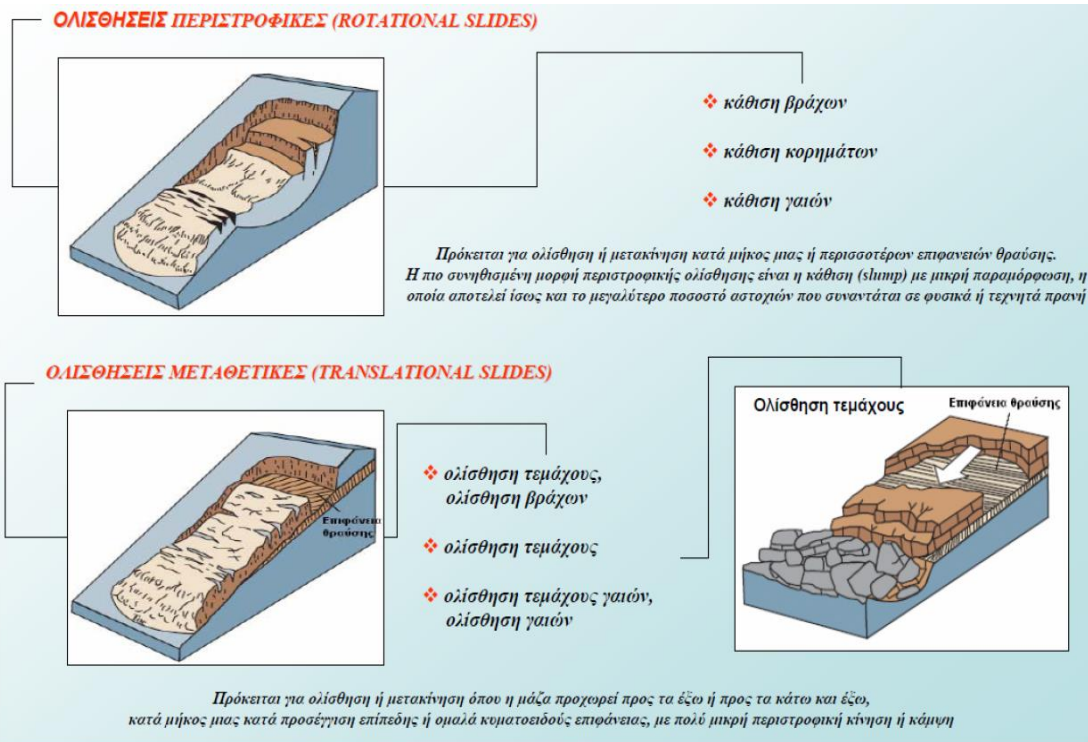 ΟΛΙΣΘΗΣΕΙΣ ΠΕΡΙΣΤΡΟΦΙΚΕΣ (ROTATIONAL SLIDES)
❖ κάθιση βράχων
❖ κάθιση κορημάτων
❖ κάθιση γαιών
Πρόκειται για ολίσθηση ή μετακίνηση κατά μήκος μιας ή περισσοτέρων επιφανειών θραύσης.
Η πιο συνηθισμένη μορφή περιστροφικής ολίσθησης είναι η κάθιση (slump) με μικρή παραμόρφωση, η
οποία αποτελεί ίσως και το μεγαλύτερο ποσοστό αστοχιών που συναντάται σε φυσικά ή τεχνητά πρανή
ΟΛΙΣΘΗΣΕΙΣ ΜΕΤΑΘΕΤΙΚΕΣ (TRANSLATIONAL SLIDES)
Επιφάνεια
θραύσης
❖ ολίσθηση τεμάχους,
ολίσθηση βράχων
❖ ολίσθηση τεμάχους
❖ ολίσθηση τεμάχους γαιών,
ολίσθηση γαιών
Ολίσθηση τεμάχους
Επιφάνεια θραύσης
Πρόκειται για ολίσθηση ή μετακίνηση όπου η μάζα προχωρεί προς τα έξω ή προς τα κάτω και έξω,
κατά μήκος μιας κατά προσέγγιση επίπεδης ή ομαλά κυματοειδούς επιφάνειας, με πολύ μικρή περιστροφική κίνηση ή κάμψη